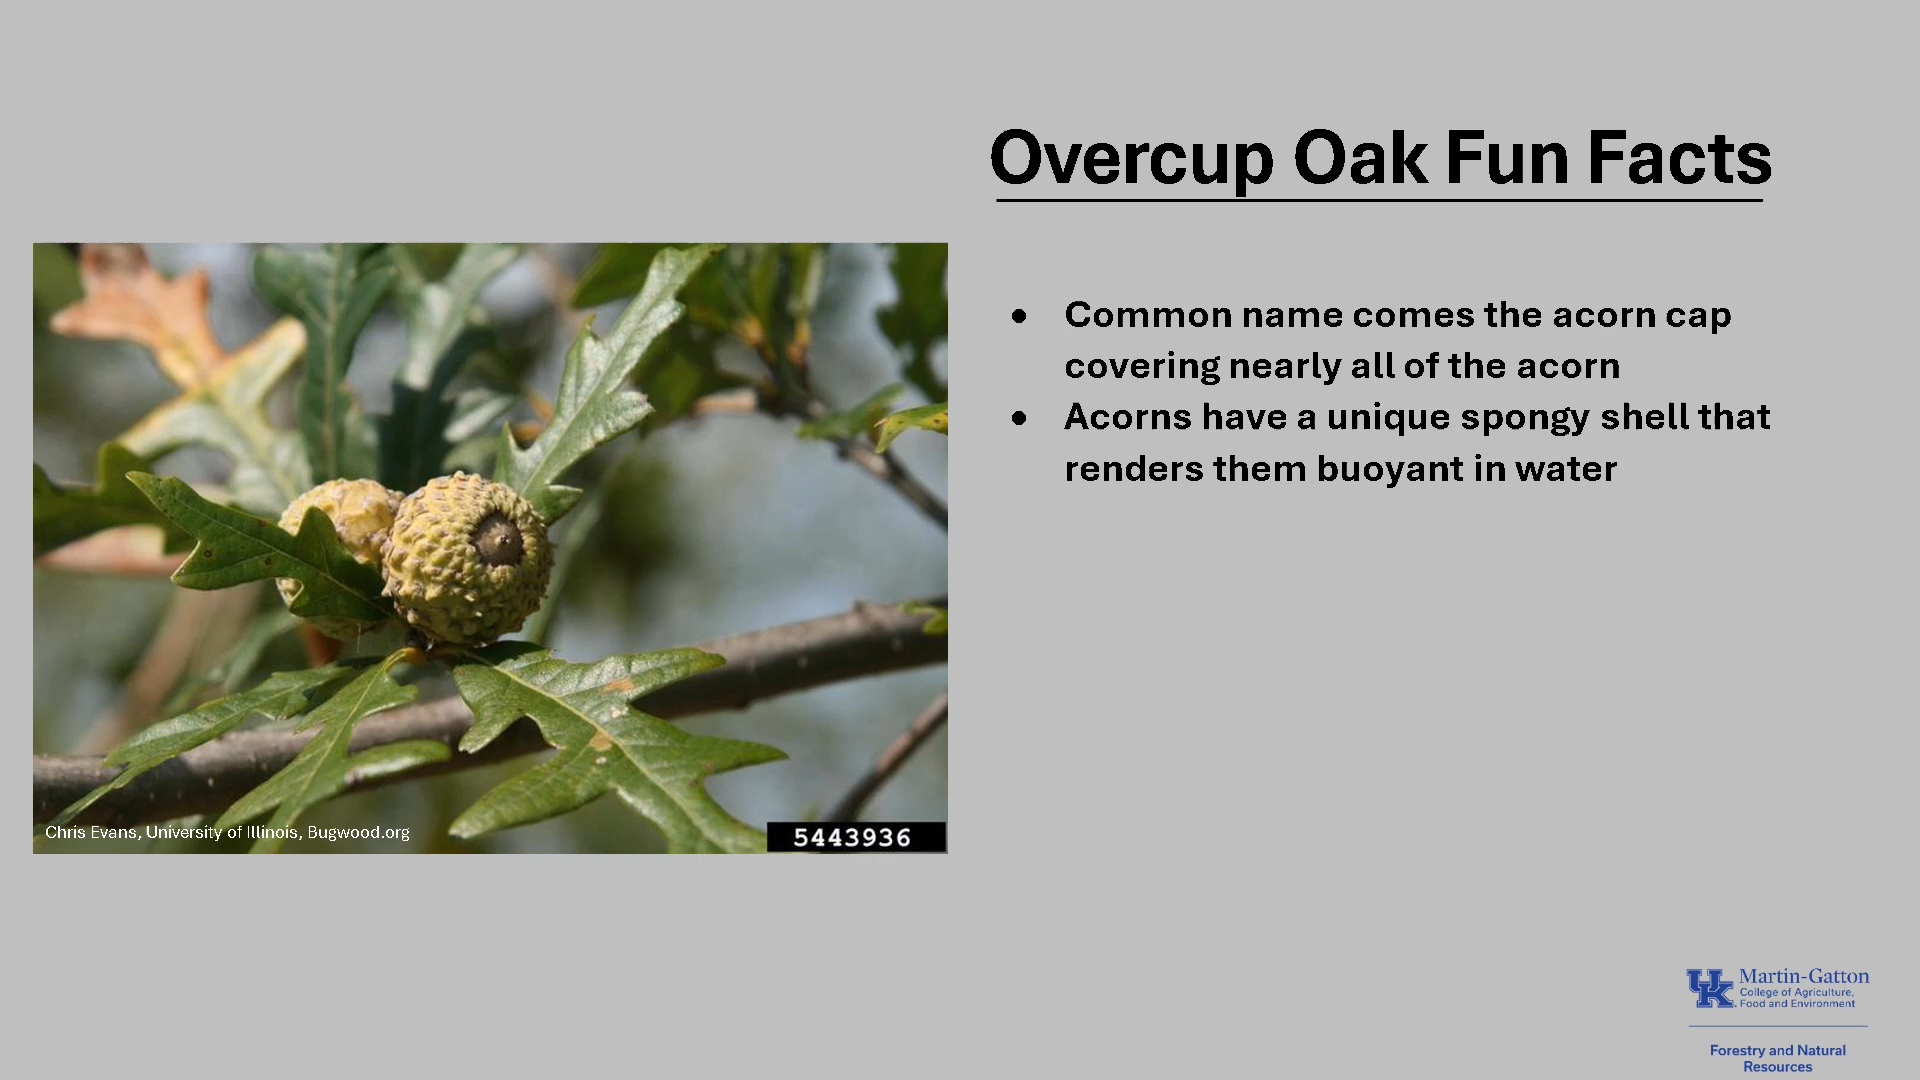 Overcup Oak Fun Facts
• Common name comes the acorn cap
covering nearly all of the acorn
• Acorns have a unique spongy shell that
renders them buoyant in water
Chris Evans, University of Illinois, Bugwood.org
5443936
UK Martin-Gatton
College of Agriculture,
Food and Environment
Forestry and Natural
Resources